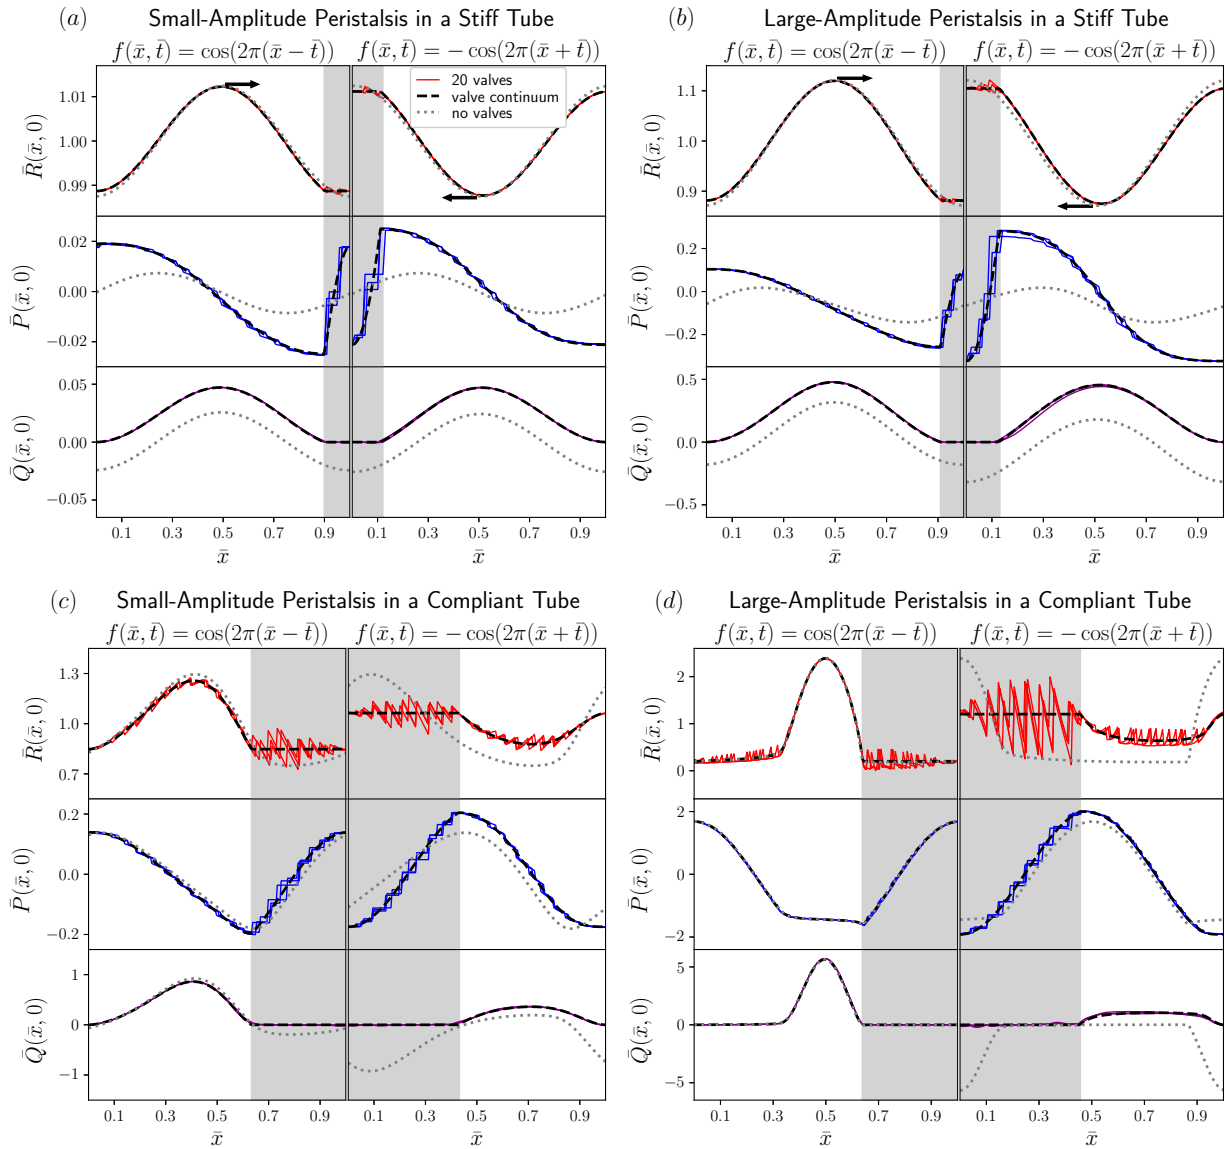 (a) Small-Amplitude Peristalsis in a Stiff Tube
f(x̄, t̄) = cos(2π(x̄ − t̄)) f(x̄, t̄) = − cos(2π(x̄ + t̄))
20 valves
valve continuum
no valves
R̄(x̄, 0)
1.01
1.00
0.99
P̄(x̄, 0)
0.02
0.00
−0.02
Q̄(x̄, 0)
0.05
0.00
−0.05
0.1 0.3 0.5 0.7 0.9 0.1 0.3 0.5 0.7 0.9
x̄ x̄
(b) Large-Amplitude Peristalsis in a Stiff Tube
f(x̄, t̄) = cos(2π(x̄ − t̄)) f(x̄, t̄) = − cos(2π(x̄ + t̄))
R̄(x̄, 0)
1.1
1.0
0.9
P̄(x̄, 0)
0.2
0.0
−0.2
Q̄(x̄, 0)
0.5
0.0
−0.5
0.1 0.3 0.5 0.7 0.9 0.1 0.3 0.5 0.7 0.9
x̄ x̄
(c) Small-Amplitude Peristalsis in a Compliant Tube
f(x̄, t̄) = cos(2π(x̄ − t̄)) f(x̄, t̄) = − cos(2π(x̄ + t̄))
R̄(x̄, 0)
1.3
1.0
0.7
P̄(x̄, 0)
0.2
0.0
−0.2
Q̄(x̄, 0)
1
0
−1
0.1 0.3 0.5 0.7 0.9 0.1 0.3 0.5 0.7 0.9
x̄ x̄
(d) Large-Amplitude Peristalsis in a Compliant Tube
f(x̄, t̄) = cos(2π(x̄ − t̄)) f(x̄, t̄) = − cos(2π(x̄ + t̄))
R̄(x̄, 0)
2
1
0
P̄(x̄, 0)
2
0
−2
Q̄(x̄, 0)
5
0
−5
0.1 0.3 0.5 0.7 0.9 0.1 0.3 0.5 0.7 0.9
x̄ x̄